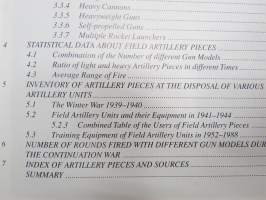 3.3.4 Heavy Cannons
3.3.5 Heavyweight Guns
3.3.6 Self-propelled Guns
3.3.7 Multiple Rocket Launchers
4 STATISTICAL DATA ABOUT FIELD ARTILLERY PIECES
4.1 Combination of the Number of different Gun Models
4.2 Ratio of light and heavy Artillery Pieces in different Times
4.3 Average Range of Fire
5 INVENTORY OF ARTILLERY PIECES AT THE DISPOSAL OF VARIOUS
ARTILLERY UNITS
5.1 The Winter War 1939–1940
5.2 Field Artillery Units and their Equipment in 1941–1944
5.2.3 Combined Table of the Users of Field Artillery Pieces
5.3 Training Equipment of Field Artillery Units in 1952–1988
6 NUMBER OF ROUNDS FIRED WITH DIFFERENT GUN MODELS DU
THE CONTINUATION WAR
7 INDEX OF ARTILLERY PIECES AND SOURCES
SUMMARY